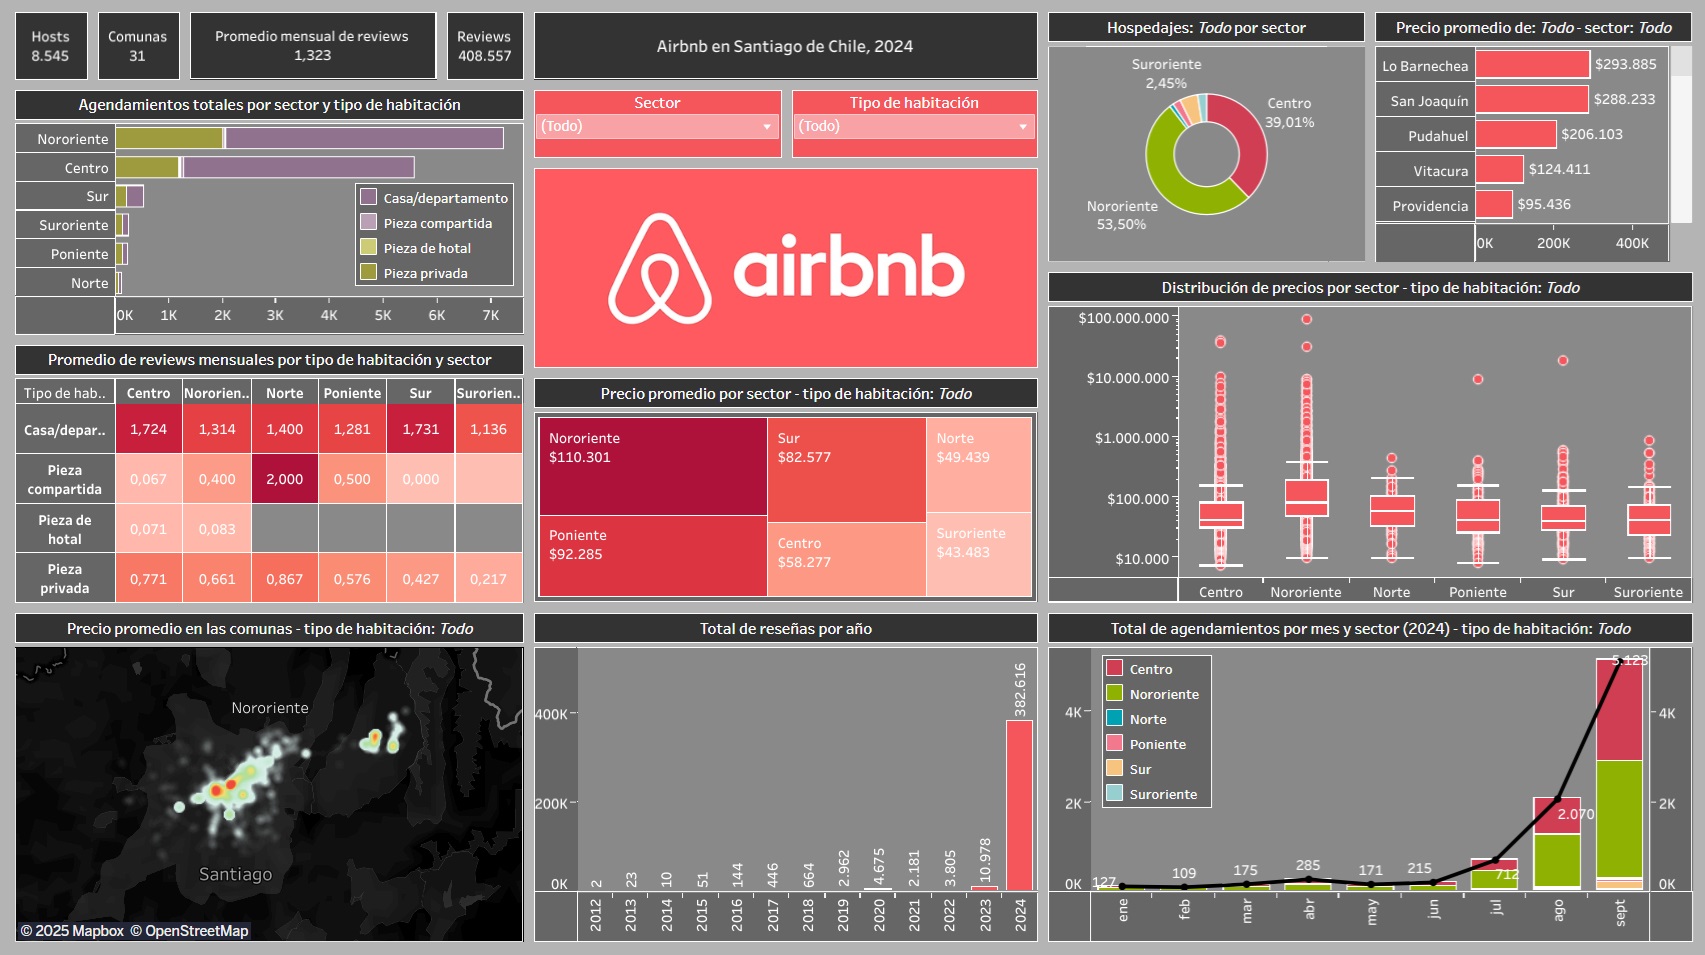 Hosts
8.545
Comunas
31
Promedio mensual de reviews
1,323
Reviews
408.557
Airbnb en Santiago de Chile, 2024
Sector
(Todo)
Tipo de habitación
(Todo)
airbnb
Agendamientos totales por sector y tipo de habitación
Nororiente
Centro
Sur
Suroriente
Poniente
Norte
Casa/departamento
Pieza compartida
Pieza de hotal
Pieza privada
0K 1K 2K 3K 4K 5K 6K 7K
Promedio de reviews mensuales por tipo de habitación y sector
Tipo de hab.. Centro Nororien.. Norte Poniente Sur Surorien..
Casa/depar.. 1,724 1,314 1,400 1,281 1,731 1,136
Pieza compartida 0,067 0,400 2,000 0,500 0,000
Pieza de hotal 0,071 0,083
Pieza privada 0,771 0,661 0,867 0,576 0,427 0,217
Precio promedio por sector - tipo de habitación: Todo
Nororiente
$110.301
Poniente
$92.285
Sur
$82.577
Centro
$58.277
Norte
$49.439
Suroriente
$43.483
Hospedajes: Todo por sector
Suroriente
2,45%
Centro
39,01%
Nororiente
53,50%
Precio promedio de: Todo - sector: Todo
Lo Barnechea $293.885
San Joaquín $288.233
Pudahuel $206.103
Vitacura $124.411
Providencia $95.436
0K 200K 400K
Distribución de precios por sector - tipo de habitación: Todo
$100.000.000
$10.000.000
$1.000.000
$100.000
$10.000
Centro Nororiente Norte Poniente Sur Suroriente
Precio promedio en las comunas - tipo de habitación: Todo
Nororiente
Santiago
© 2025 Mapbox © OpenStreetMap
Total de reseñas por año
400K
200K
0K
2 23 10 51 144 446 664 2.962 4.675 2.181 3.805 10.978 382.616
2012 2013 2014 2015 2016 2017 2018 2019 2020 2021 2022 2023 2024
Total de agendamientos por mes y sector (2024) - tipo de habitación: Todo
Centro
Nororiente
Norte
Poniente
Sur
Suroriente
4K
2K
0K
127 109 175 285 171 215 712 2.070 5.123
4K
2K
0K
ene feb mar abr may jun jul ago sept